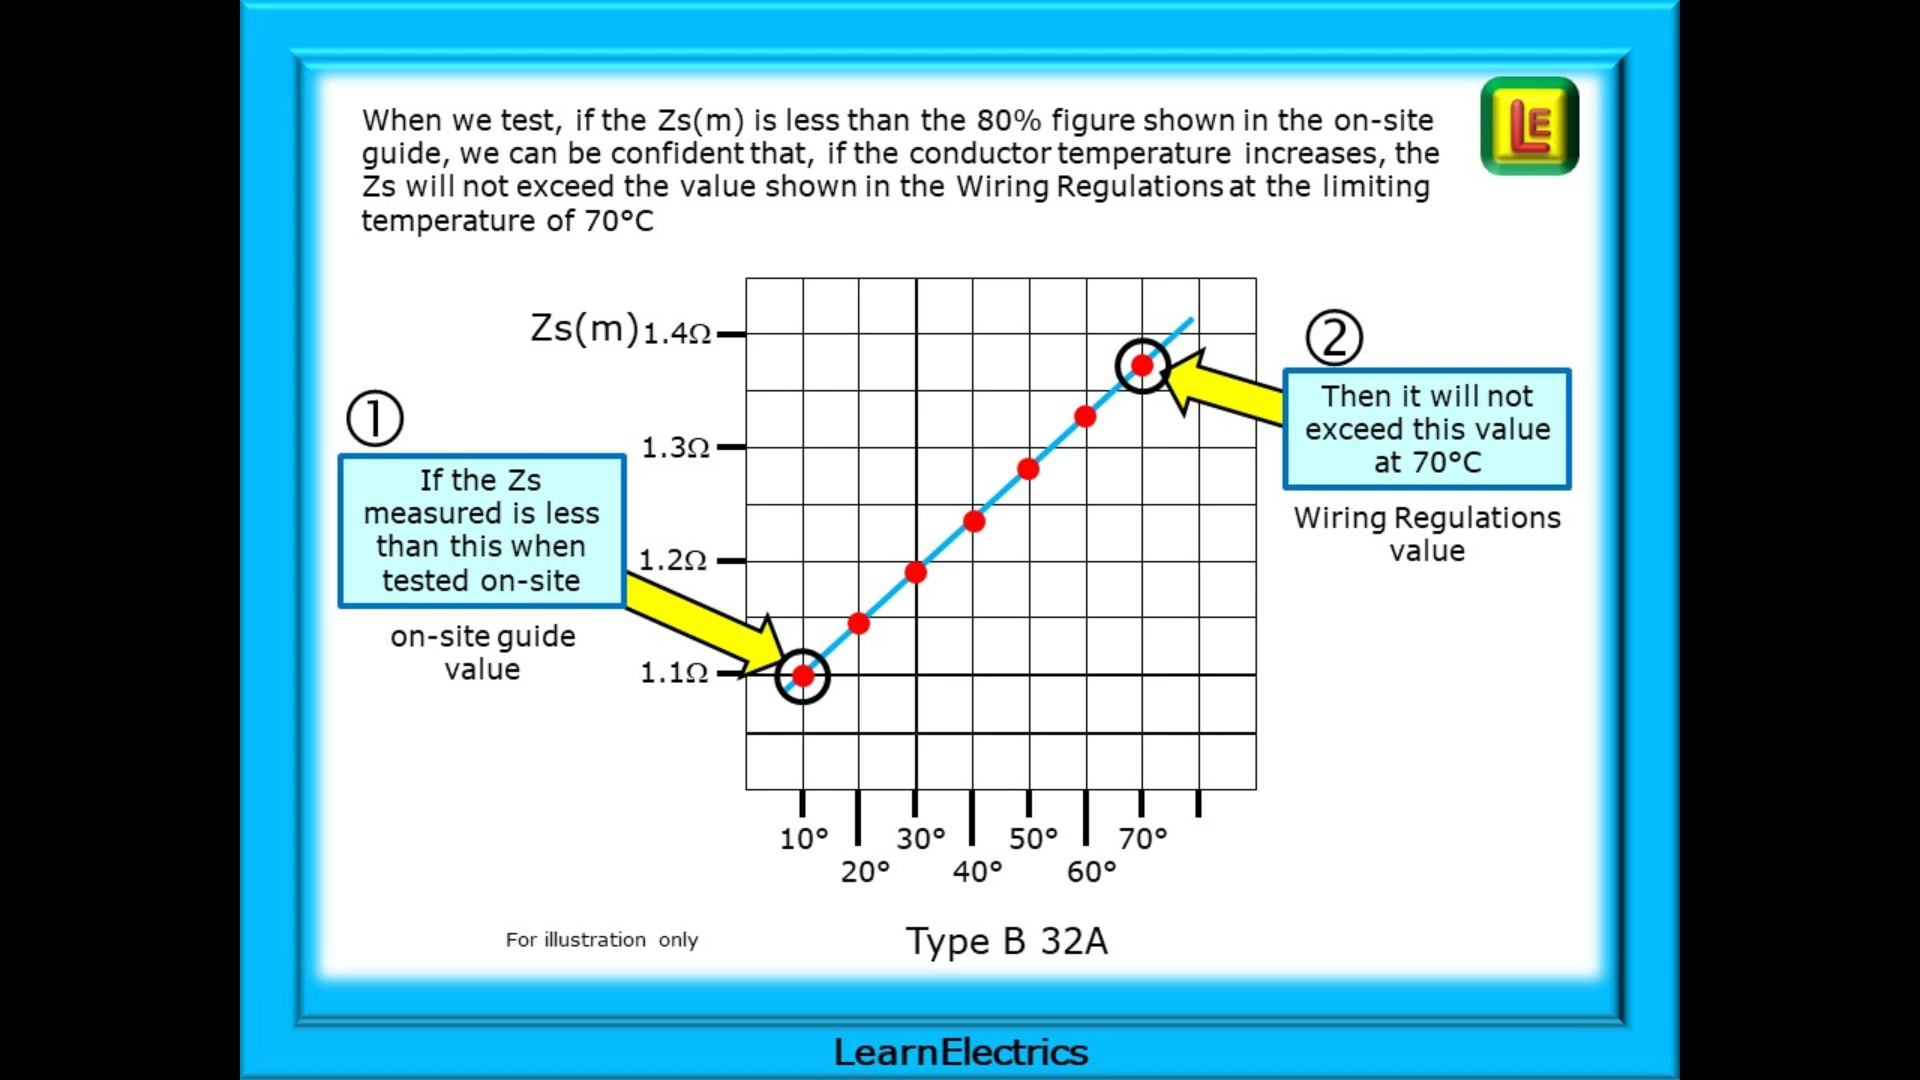 When we test, if the Zs(m) is less than the 80% figure shown in the on-site
guide, we can be confident that, if the conductor temperature increases, the
Zs will not exceed the value shown in the Wiring Regulations at the limiting
temperature of 70°C
LE
Zs(m)
1.4Ω
1.3Ω
1.2Ω
1.1Ω
①
If the Zs
measured is less
than this when
tested on-site
on-site guide
value
②
Then it will not
exceed this value
at 70°C
Wiring Regulations
value
10° 30° 50° 70°
20° 40° 60°
For illustration only
Type B 32A
LearnElectrics